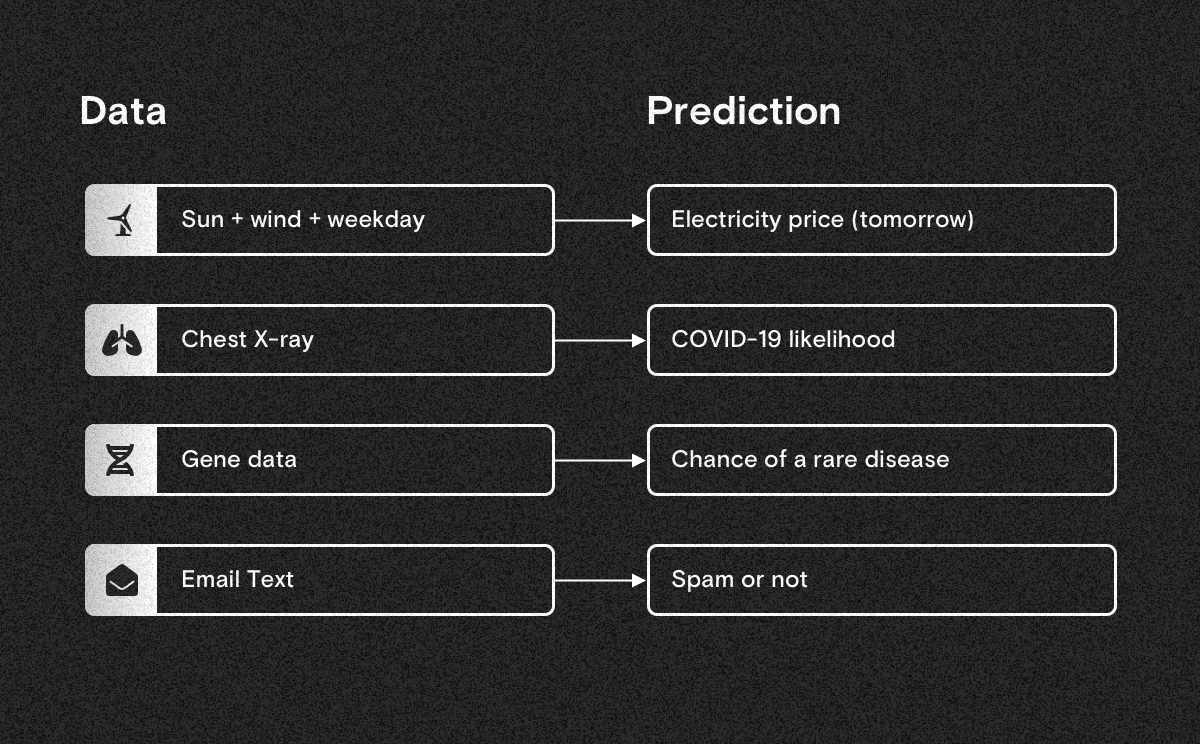 Data
Prediction
Sun + wind + weekday
Electricity price (tomorrow)
Chest X-ray
COVID-19 likelihood
Gene data
Chance of a rare disease
Email Text
Spam or not